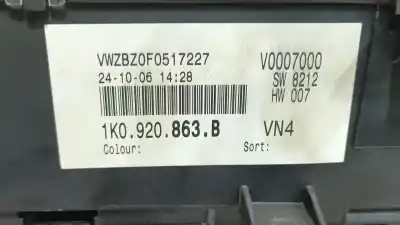 VWZBZ0F0517227 V0007000
24-10-06 14:28 SW 8212
HW 007
1K0.920.863.B VN4
Colour: Sort: